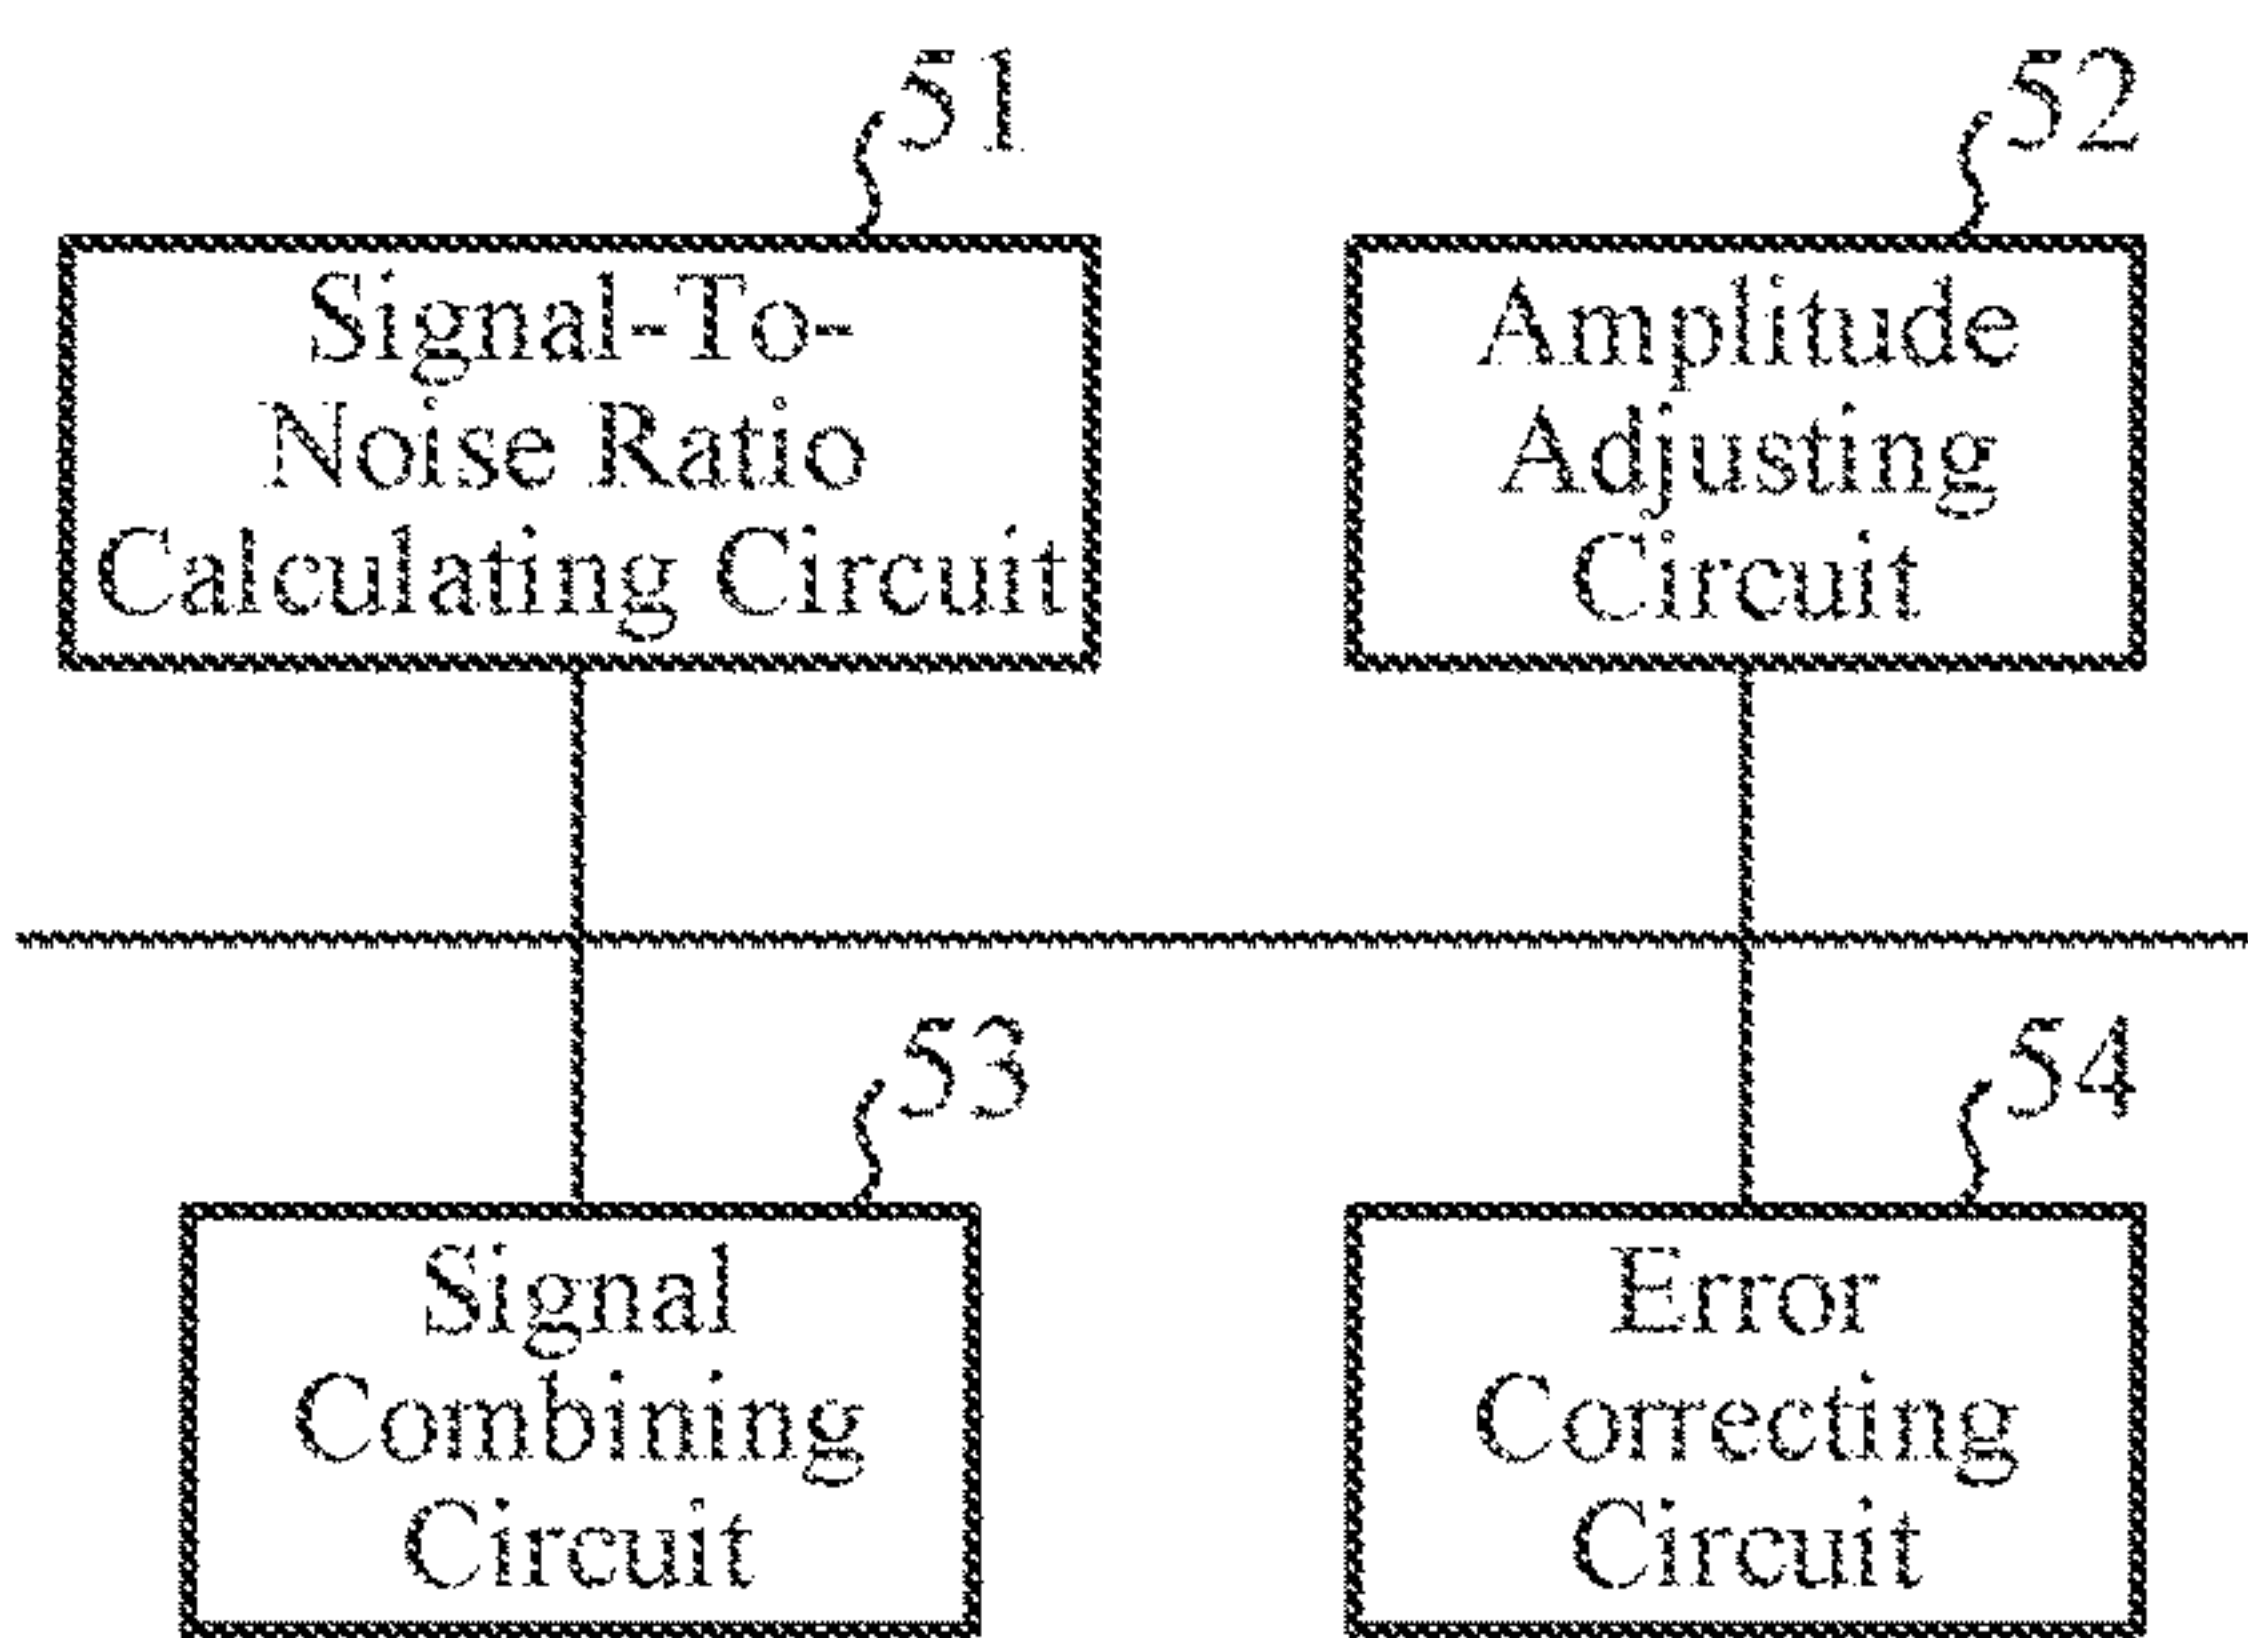 51
52
Signal-To-
Noise Ratio
Calculating Circuit
Amplitude
Adjusting
Circuit
53
54
Signal
Combining
Circuit
Error
Correcting
Circuit